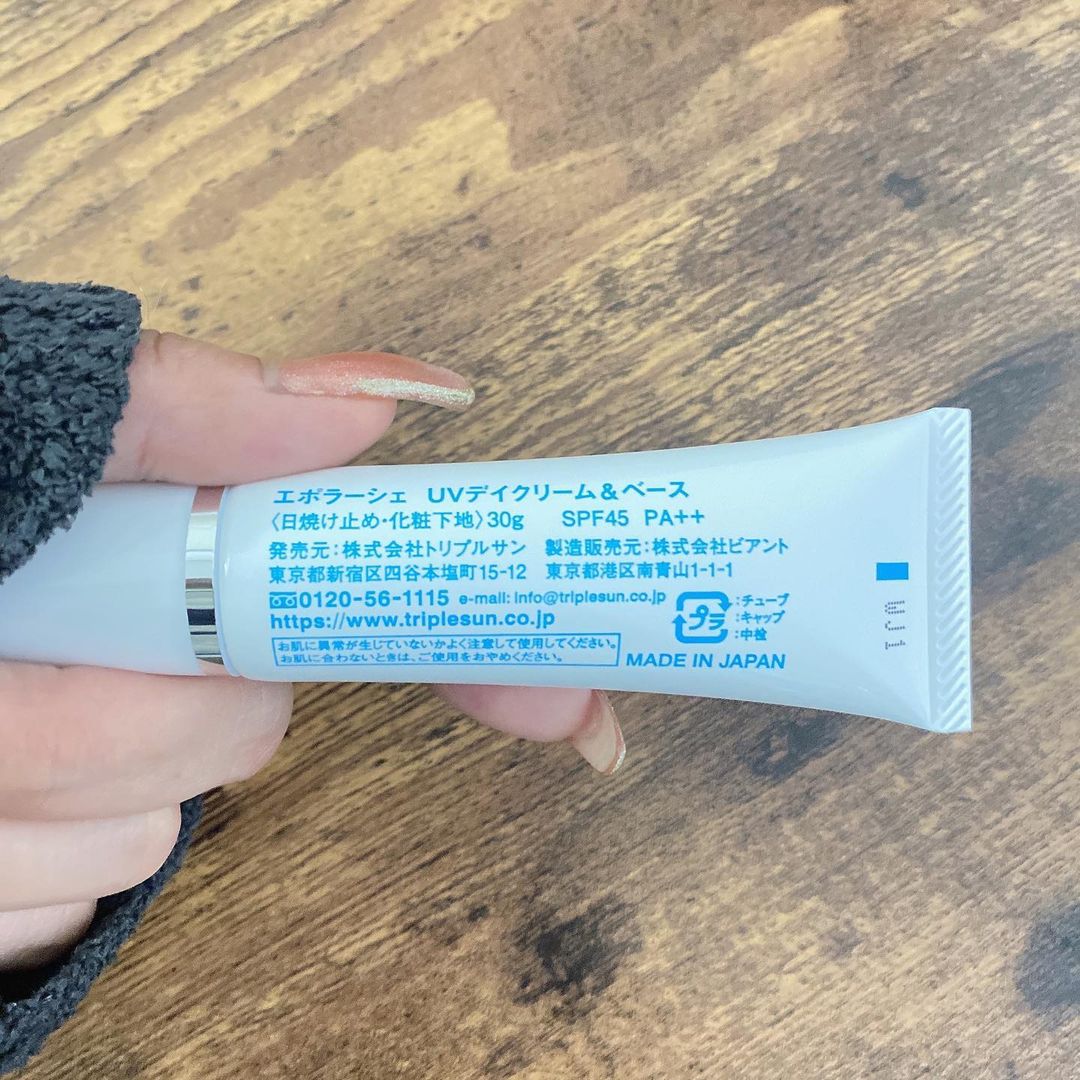 エポラーシェ UVデイクリーム&ベース
〈日焼け止め・化粧下地〉30g SPF45 PA++
発売元：株式会社トリプルサン 製造販売元：株式会社ビアント
東京都新宿区四谷本塩町15-12 東京都港区南青山1-1-1
0120-56-1115 e-mail: info@triplesun.co.jp
https://www.triplesun.co.jp
お肌に異常が生じていないかよく注意して使用してください。
お肌に合わないときは、ご使用をおやめください。
プラ
：チューブ
：キャップ
：中栓
MADE IN JAPAN